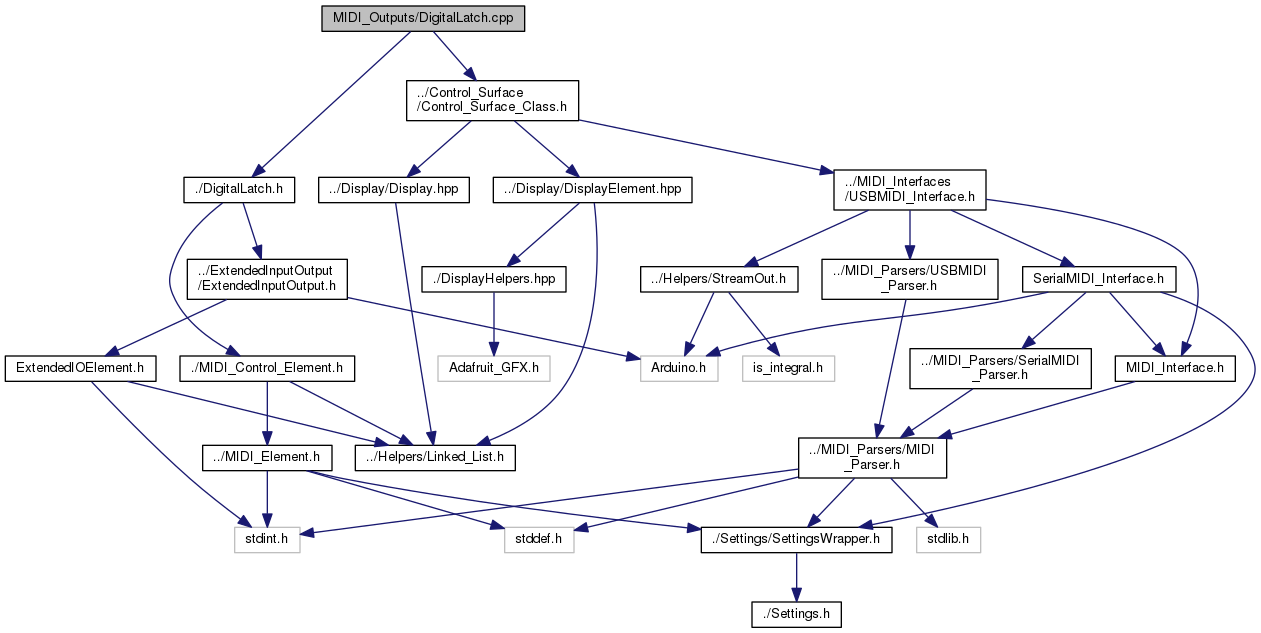 MIDI_Outputs/DigitalLatch.cpp
../Control_Surface
/Control_Surface_Class.h
./DigitalLatch.h
../Display/Display.hpp
../Display/DisplayElement.hpp
../MIDI_Interfaces
/USBMIDI_Interface.h
../ExtendedInputOutput
/ExtendedInputOutput.h
./DisplayHelpers.hpp
../Helpers/StreamOut.h
../MIDI_Parsers/USBMIDI
_Parser.h
SerialMIDI_Interface.h
ExtendedIOElement.h
./MIDI_Control_Element.h
Adafruit_GFX.h
Arduino.h
is_integral.h
../MIDI_Parsers/SerialMIDI
_Parser.h
MIDI_Interface.h
../MIDI_Element.h
../Helpers/Linked_List.h
../MIDI_Parsers/MIDI
_Parser.h
stdint.h
stddef.h
./Settings/SettingsWrapper.h
stdlib.h
./Settings.h